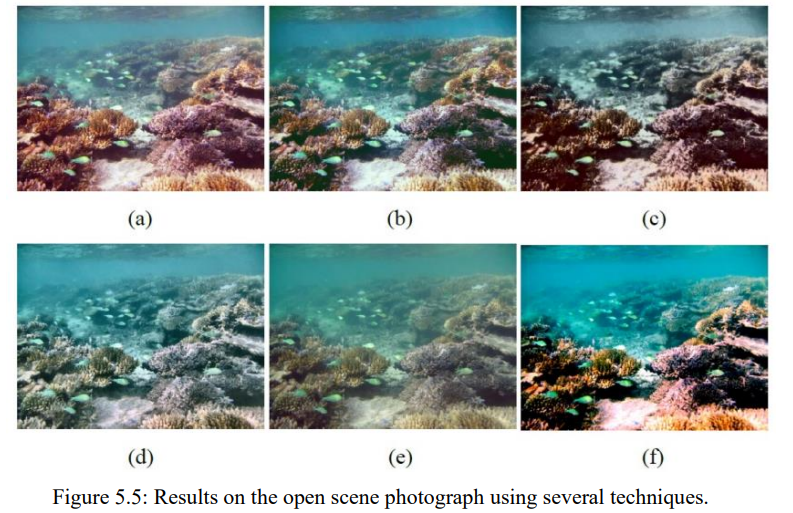 (a) (b) (c)
(d) (e) (f)
Figure 5.5: Results on the open scene photograph using several techniques.